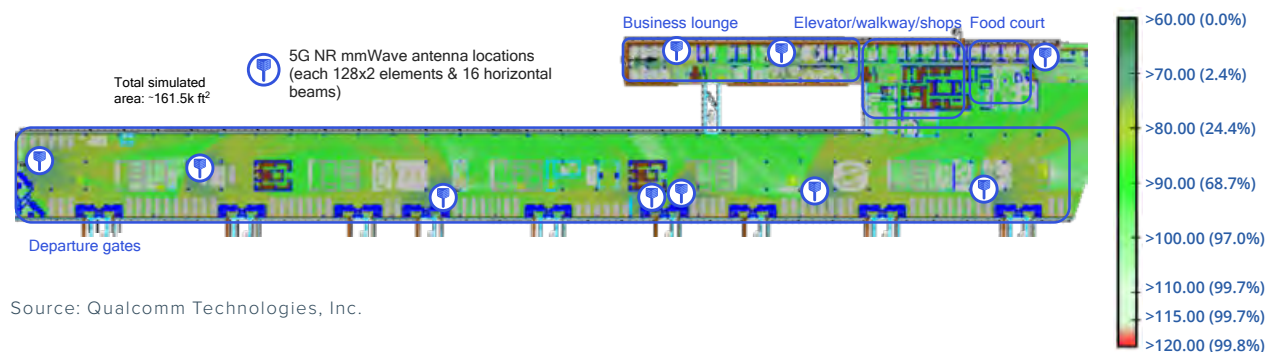 Business lounge
Elevator/walkway/shops
Food court
5G NR mmWave antenna locations
(each 128x2 elements & 16 horizontal
beams)
Total simulated
area: ~161.5k ft²
Departure gates
Source: Qualcomm Technologies, Inc.
>60.00 (0.0%)
>70.00 (2.4%)
>80.00 (24.4%)
>90.00 (68.7%)
>100.00 (97.0%)
>110.00 (99.7%)
>115.00 (99.7%)
>120.00 (99.8%)